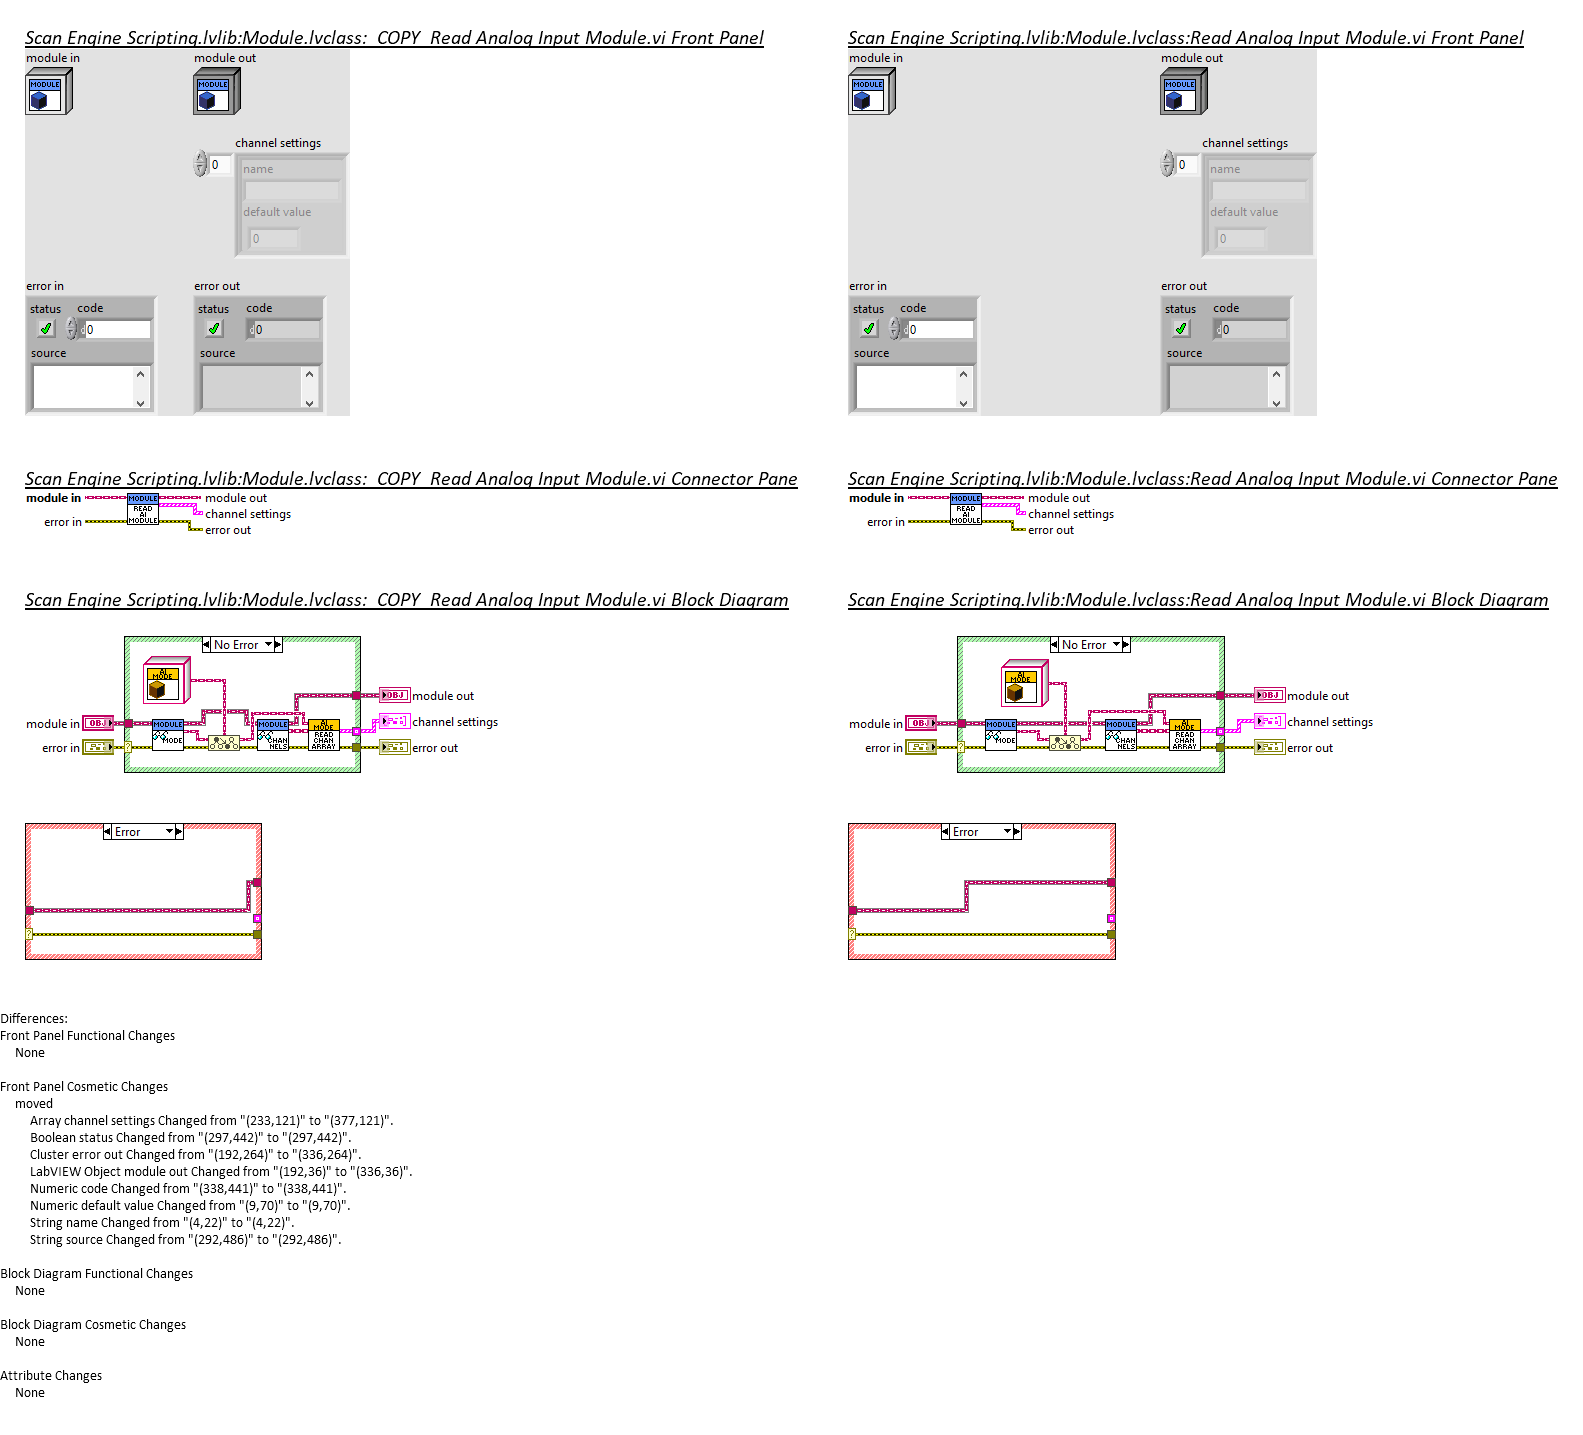 Scan Engine Scripting.lvlib:Module.lvclass:  COPY  Read Analog Input Module.vi Front Panel
module in
module out
MODULE
MODULE
channel settings
0
name
default value
0
error in
error out
status
code
0
source
status
code
0
source
Scan Engine Scripting.lvlib:Module.lvclass:Read Analog Input Module.vi Front Panel
module in
module out
MODULE
MODULE
channel settings
0
name
default value
0
error in
error out
status
code
0
source
status
code
0
source
Scan Engine Scripting.lvlib:Module.lvclass:  COPY  Read Analog Input Module.vi Connector Pane
module in
MODULE
READ
AI
MODULE
module out
channel settings
error in
error out
Scan Engine Scripting.lvlib:Module.lvclass:Read Analog Input Module.vi Connector Pane
module in
MODULE
READ
AI
MODULE
module out
channel settings
error in
error out
Scan Engine Scripting.lvlib:Module.lvclass:  COPY  Read Analog Input Module.vi Block Diagram
No Error
AI
MODE
OBJ
module out
module in
OBJ
MODULE
MODE
MODULE
CHAN
NELS
AI
MODE
READ
CHAN
ARRAY
channel settings
error in
?
error out
Error
?
Scan Engine Scripting.lvlib:Module.lvclass:Read Analog Input Module.vi Block Diagram
No Error
AI
MODE
OBJ
module out
module in
OBJ
MODULE
MODE
MODULE
CHAN
NELS
AI
MODE
READ
CHAN
ARRAY
channel settings
error in
?
error out
Error
?
Differences:
Front Panel Functional Changes
None
Front Panel Cosmetic Changes
moved
Array channel settings Changed from "(233,121)" to "(377,121)".
Boolean status Changed from "(297,442)" to "(297,442)".
Cluster error out Changed from "(192,264)" to "(336,264)".
LabVIEW Object module out Changed from "(192,36)" to "(336,36)".
Numeric code Changed from "(338,441)" to "(338,441)".
Numeric default value Changed from "(9,70)" to "(9,70)".
String name Changed from "(4,22)" to "(4,22)".
String source Changed from "(292,486)" to "(292,486)".
Block Diagram Functional Changes
None
Block Diagram Cosmetic Changes
None
Attribute Changes
None